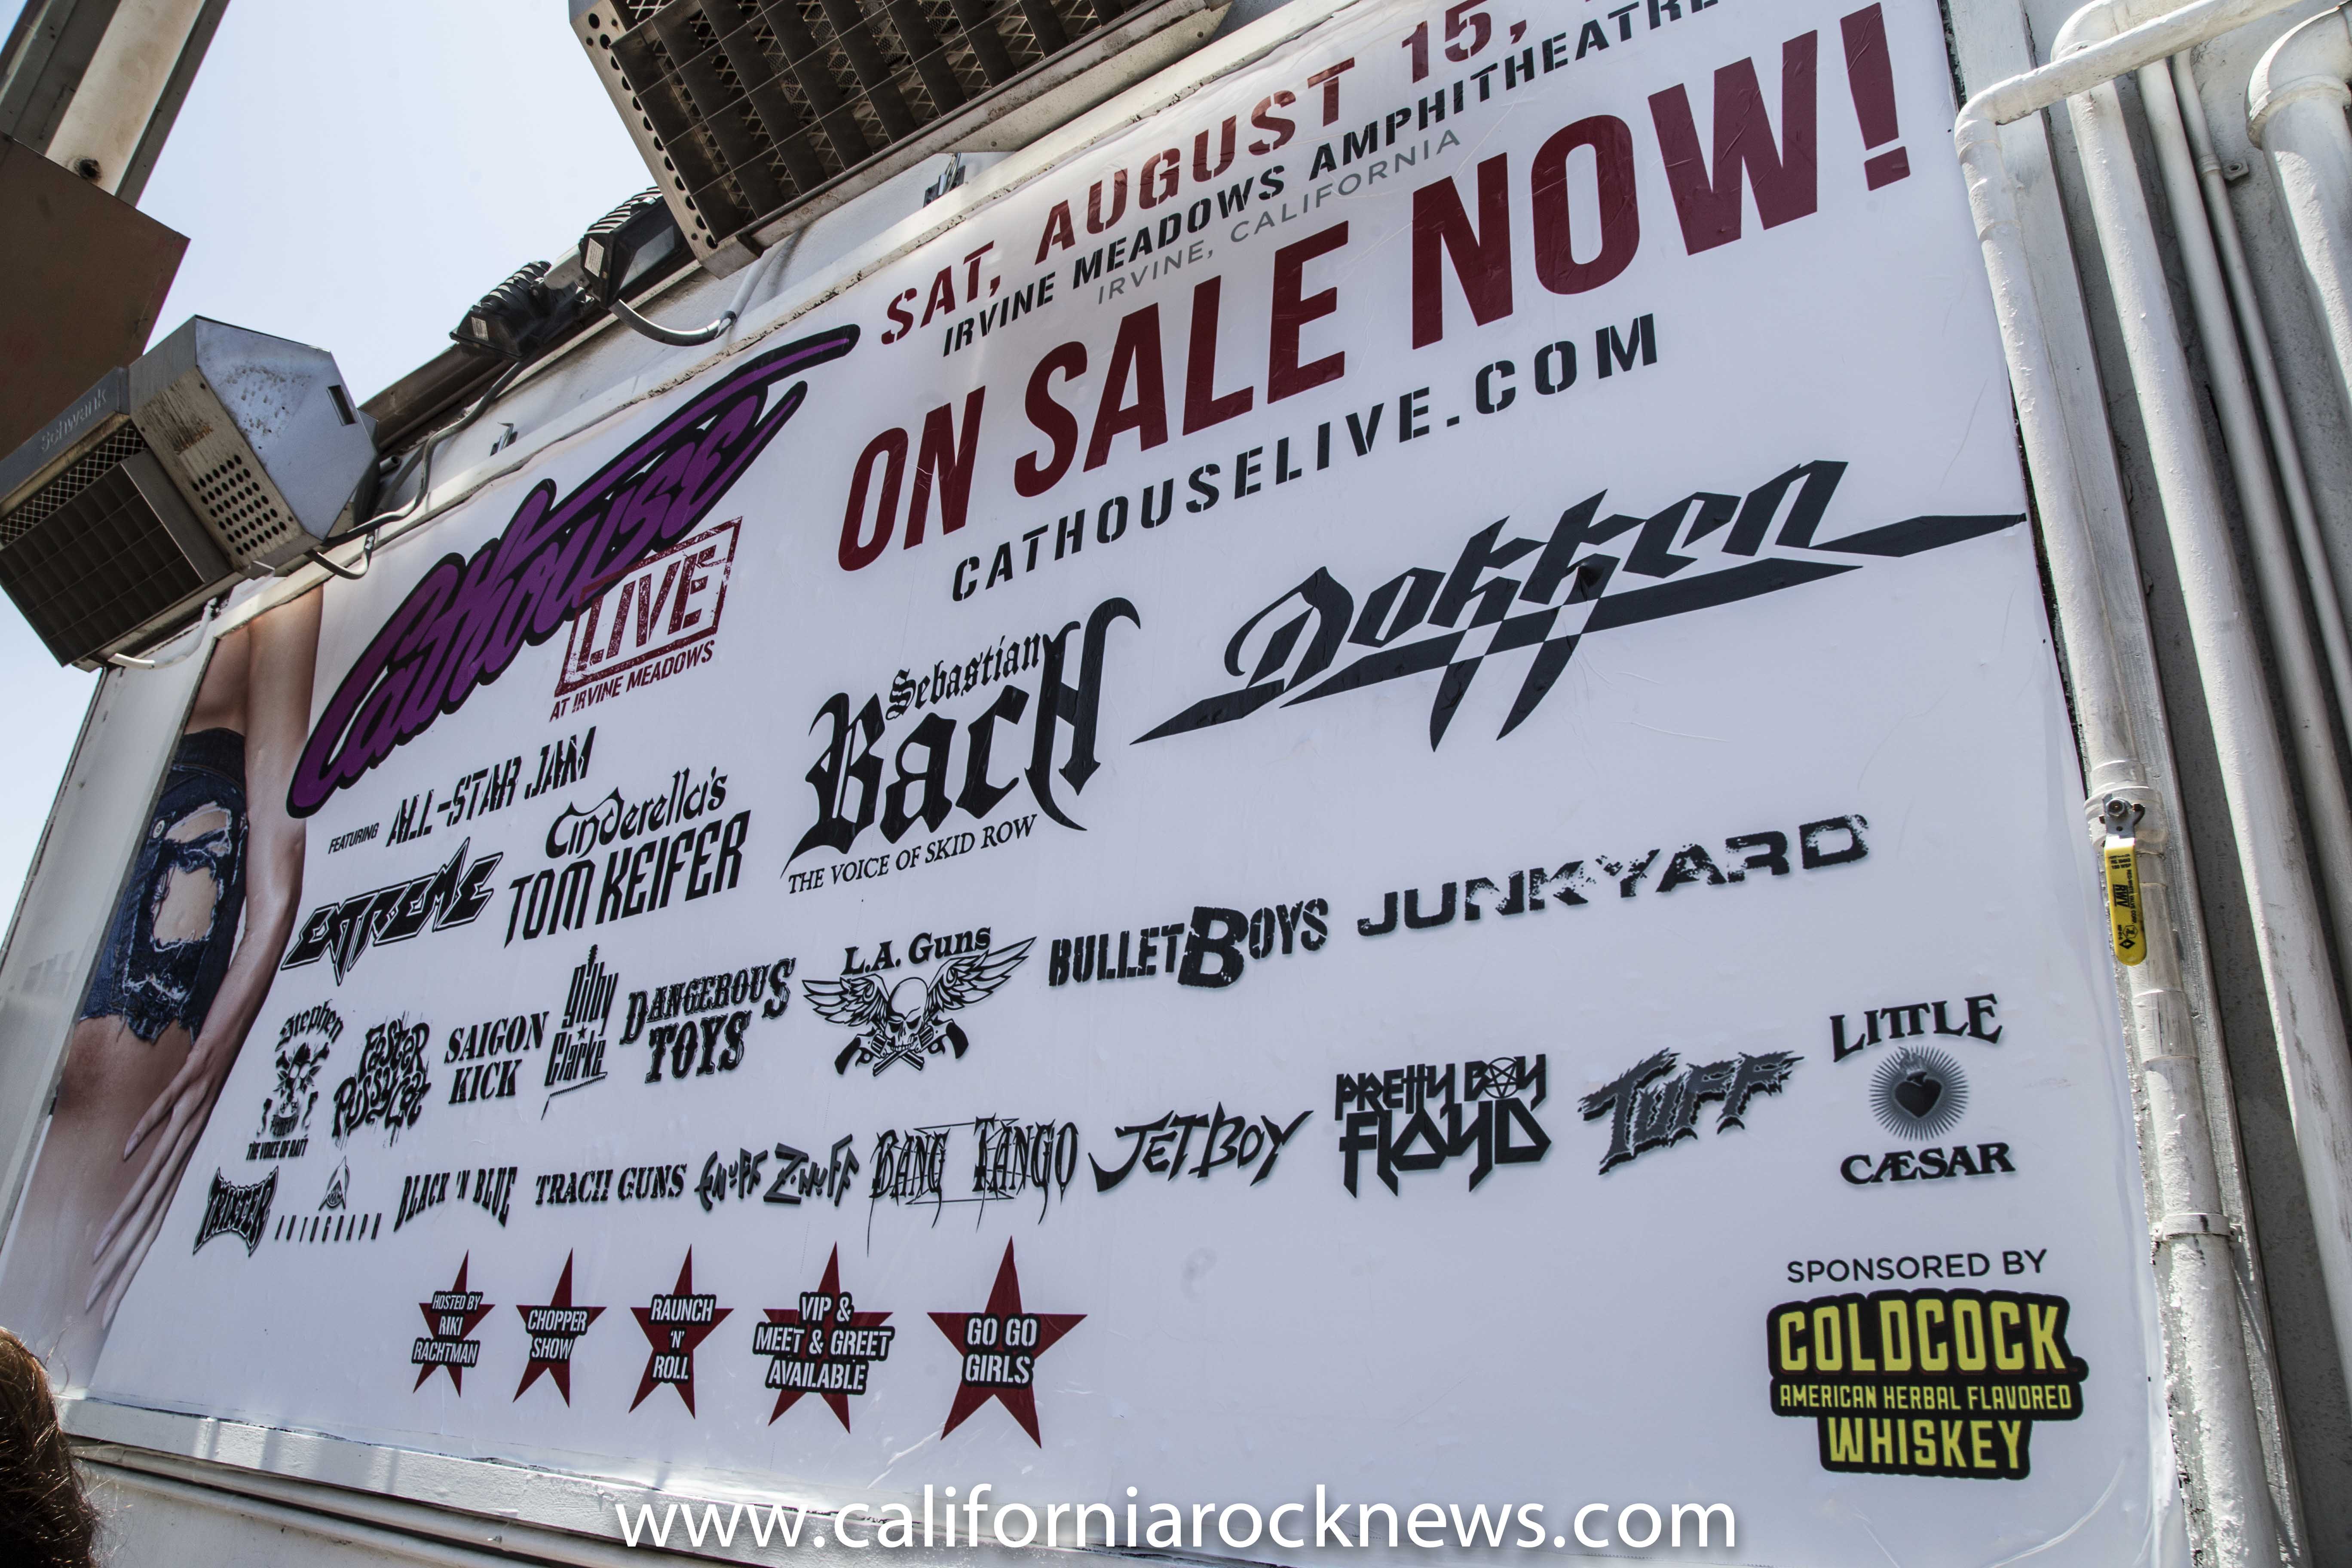 SAT, AUGUST 15,
IRVINE MEADOWS AMPHITHEATRE
IRVINE, CALIFORNIA
ON SALE NOW!
CATHOUSELIVE.COM
Cathouse
LIVE
AT IRVINE MEADOWS
FEATURING ALL-STAR JAM
EXTREME
Cinderella's
TOM KEIFER
Sebastian
BACH
THE VOICE OF SKID ROW
Dokken
Stephen
THE VOICE OF RATT
FASTER
PUSSYCAT
SAIGON
KICK
Gilby
Clarke
DANGEROUS
TOYS
L.A. GUNS
BULLETBOYS
JUNKYARD
TRIXTER
AUTOGRAPH
BLACK 'N BLUE
TRACII GUNS
ENUFF Z'NUFF
BANG TANGO
JETBOY
PRETTY BOY
FLOYD
TUFF
LITTLE
CÆSAR
HOSTED BY
RIKI
RACHTMAN
CHOPPER
SHOW
RAUNCH
'N'
ROLL
VIP &
MEET & GREET
AVAILABLE
GO GO
GIRLS
SPONSORED BY
COLDCOCK
AMERICAN HERBAL FLAVORED
WHISKEY
Schwank
www.californiarocknews.com